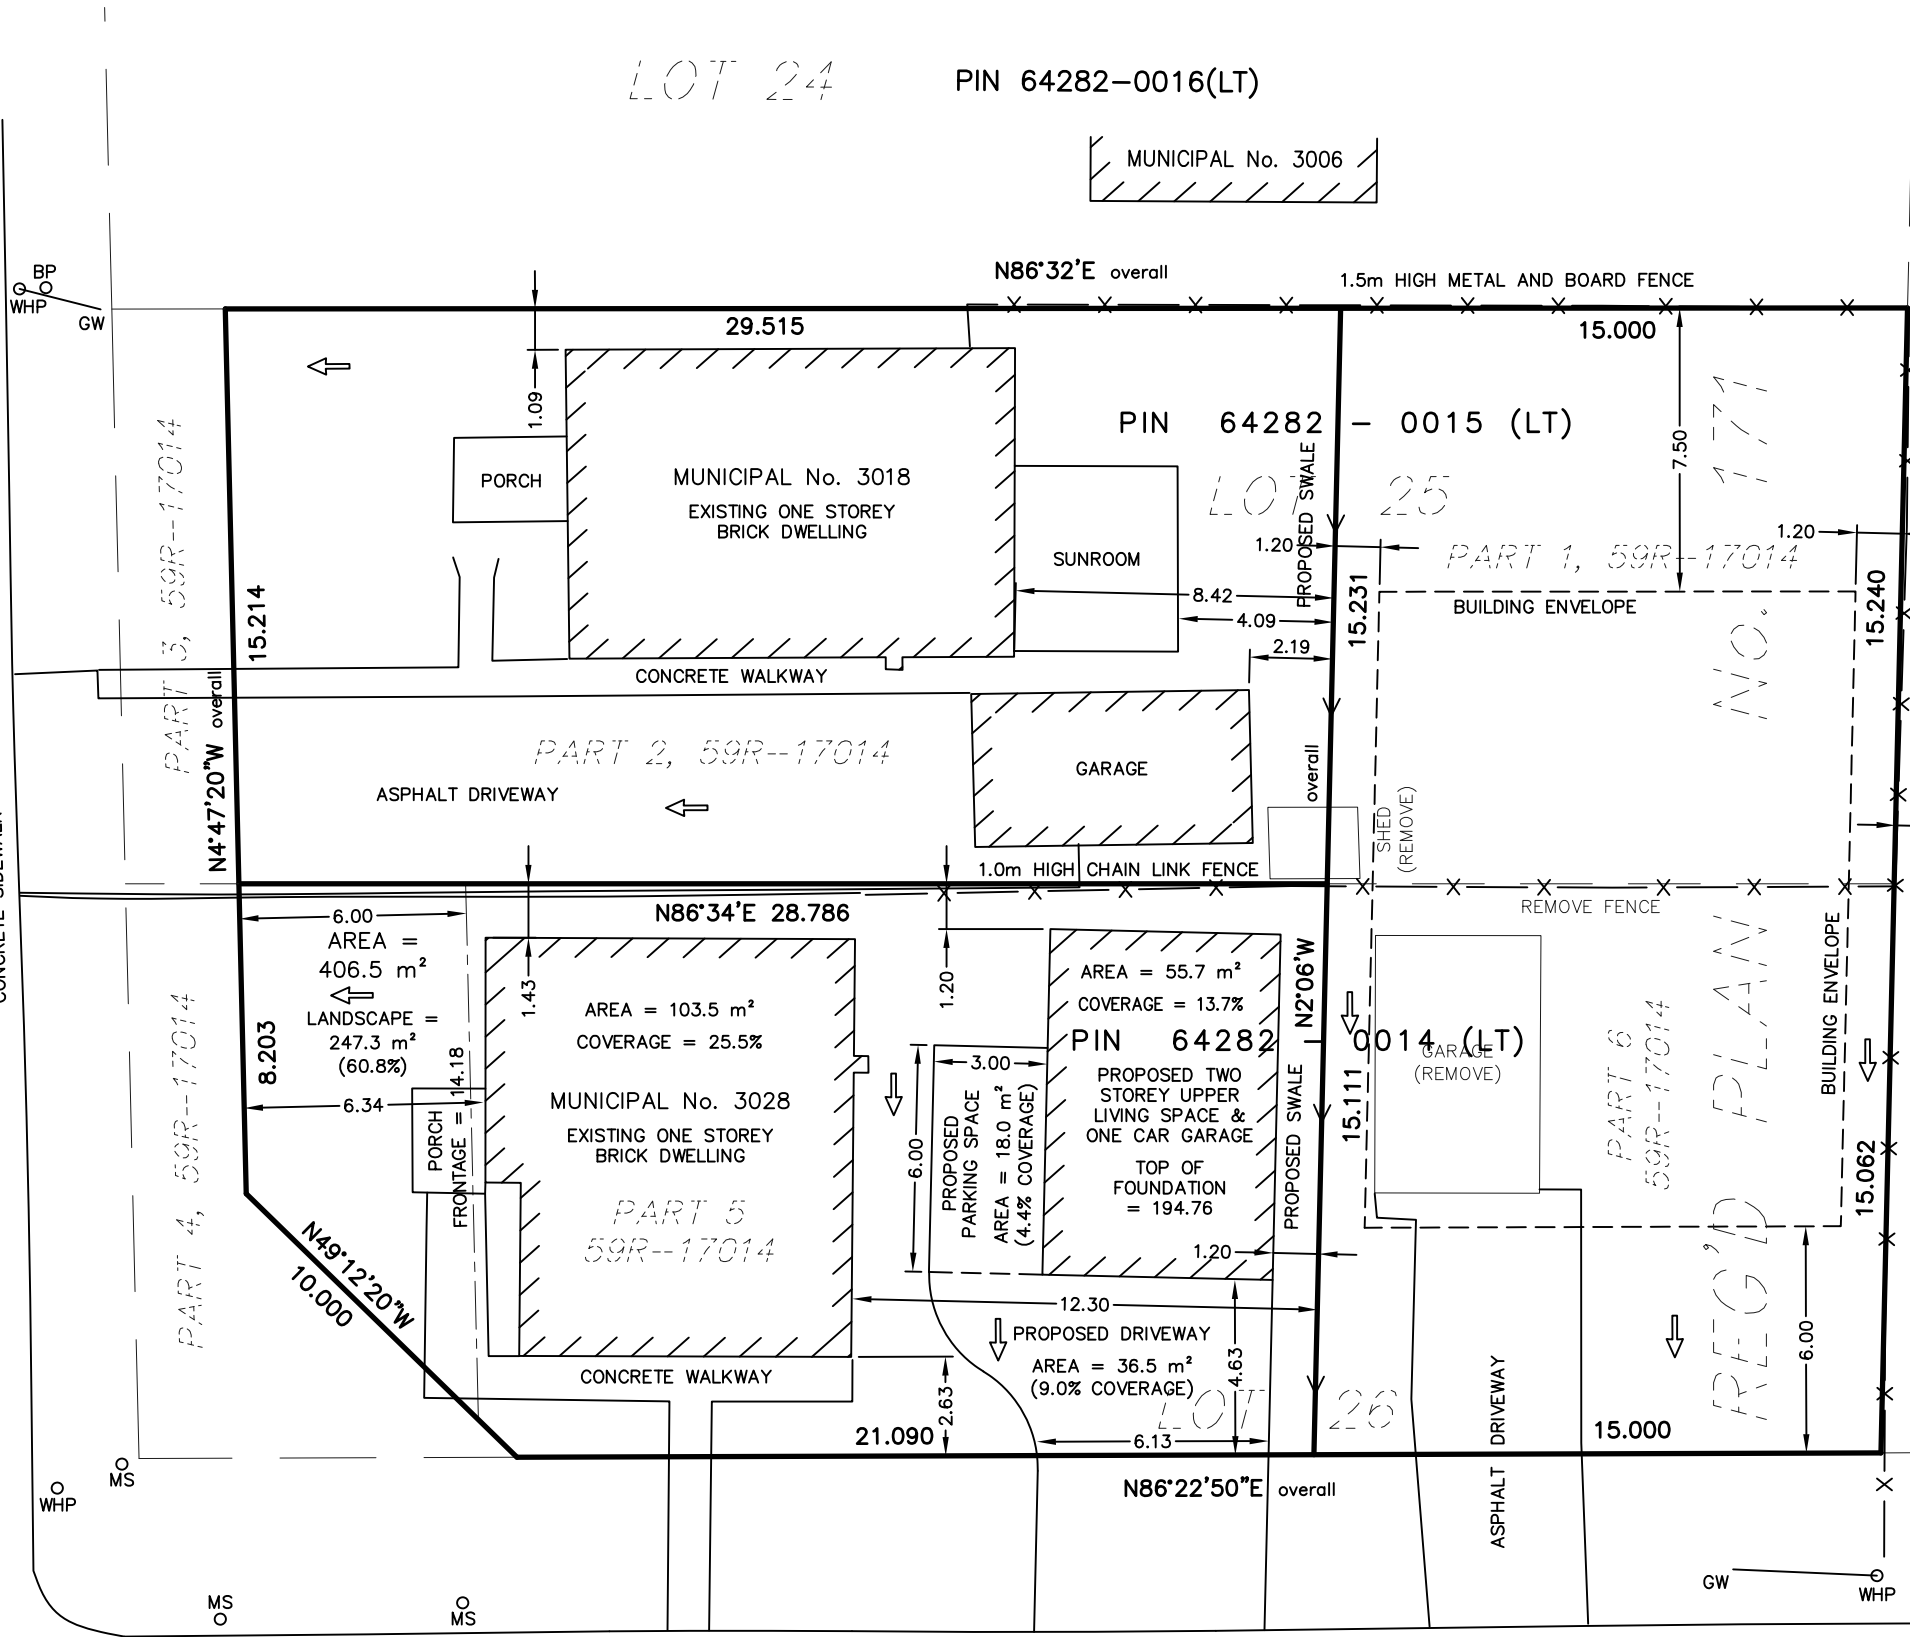 LOT 24
PIN 64282-0016(LT)
MUNICIPAL No. 3006
BP
WHP
GW
N86°32'E overall
1.5m HIGH METAL AND BOARD FENCE
29.515
15.000
1.09
PIN 64282 - 0015 (LT)
7.50
171
PORCH
MUNICIPAL No. 3018
EXISTING ONE STOREY
BRICK DWELLING
PROPOSED SWALE
LOT 25
PART 3, 59R--17014
SUNROOM
1.20
PART 1, 59R--17014
1.20
BUILDING ENVELOPE
8.42
4.09
2.19
15.214
15.231
15.240
NO.
CONCRETE WALKWAY
N4°47'20"W overall
PART 2, 59R--17014
GARAGE
ASPHALT DRIVEWAY
overall
SHED
(REMOVE)
CONCRETE SIDEWALK
1.0m HIGH CHAIN LINK FENCE
REMOVE FENCE
6.00
N86°34'E 28.786
AREA =
406.5 m²
LANDSCAPE =
247.3 m²
(60.8%)
8.203
1.43
1.20
AREA = 103.5 m²
COVERAGE = 25.5%
AREA = 55.7 m²
COVERAGE = 13.7%
N2°06'W
PIN 64282 - 0014 (LT)
GARAGE
(REMOVE)
BUILDING ENVELOPE
PLAN
6.34
PORCH
FRONTAGE = 14.18
MUNICIPAL No. 3028
EXISTING ONE STOREY
BRICK DWELLING
PART 5
59R--17014
3.00
6.00
PROPOSED
PARKING SPACE
AREA = 18.0 m²
(4.4% COVERAGE)
PROPOSED TWO
STOREY UPPER
LIVING SPACE &
ONE CAR GARAGE
TOP OF
FOUNDATION
= 194.76
PROPOSED SWALE
15.111
PART 6
59R--17014
15.062
PART 4, 59R--17014
N49°12'20"W
10.000
1.20
REG'D
12.30
PROPOSED DRIVEWAY
AREA = 36.5 m²
(9.0% COVERAGE)
4.63
6.00
CONCRETE WALKWAY
2.63
LOT 26
21.090
6.13
15.000
ASPHALT DRIVEWAY
N86°22'50"E overall
MS
WHP
MS
MS
GW
WHP